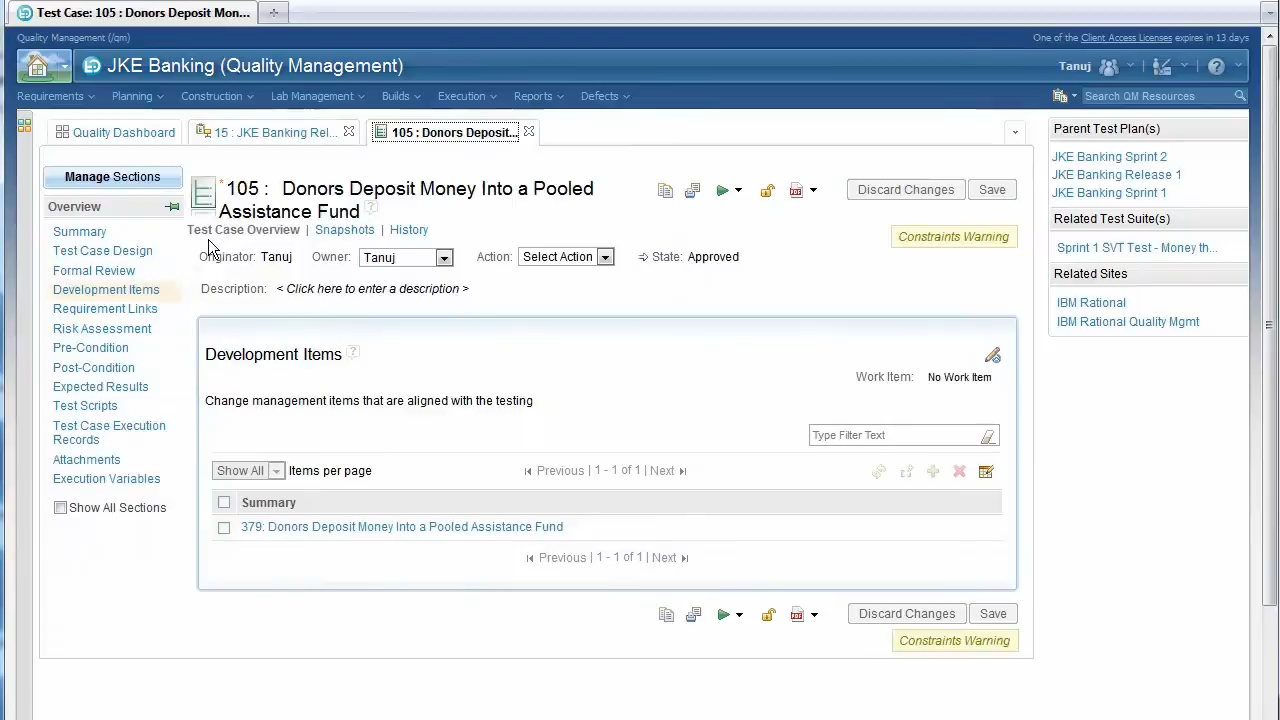 Test Case: 105 : Donors Deposit Mon...
Quality Management (/qm)
One of the Client Access Licenses expires in 13 days
JKE Banking (Quality Management)
Tanuj
Requirements Planning Construction Lab Management Builds Execution Reports Defects
Search QM Resources
Quality Dashboard
15 : JKE Banking Rel...
105 : Donors Deposit...
Manage Sections
Overview
Summary
Test Case Design
Formal Review
Development Items
Requirement Links
Risk Assessment
Pre-Condition
Post-Condition
Expected Results
Test Scripts
Test Case Execution
Records
Attachments
Execution Variables
Show All Sections
* 105 : Donors Deposit Money Into a Pooled
Assistance Fund ?
Discard Changes Save
Test Case Overview | Snapshots | History
Constraints Warning
Originator: Tanuj Owner: Tanuj Action: Select Action State: Approved
Description: < Click here to enter a description >
Development Items ?
Work Item: No Work Item
Change management items that are aligned with the testing
Type Filter Text
Show All Items per page
Previous | 1 - 1 of 1 | Next
Summary
379: Donors Deposit Money Into a Pooled Assistance Fund
Previous | 1 - 1 of 1 | Next
Discard Changes Save
Constraints Warning
Parent Test Plan(s)
JKE Banking Sprint 2
JKE Banking Release 1
JKE Banking Sprint 1
Related Test Suite(s)
Sprint 1 SVT Test - Money th...
Related Sites
IBM Rational
IBM Rational Quality Mgmt